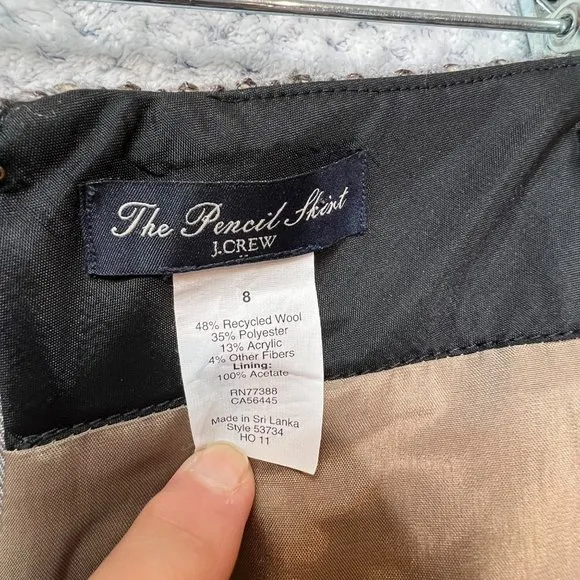 The Pencil Skirt
J.CREW
8
48% Recycled Wool
35% Polyester
13% Acrylic
4% Other Fibers
Lining:
100% Acetate
RN77388
CA56445
Made in Sri Lanka
Style 53734
HO 11